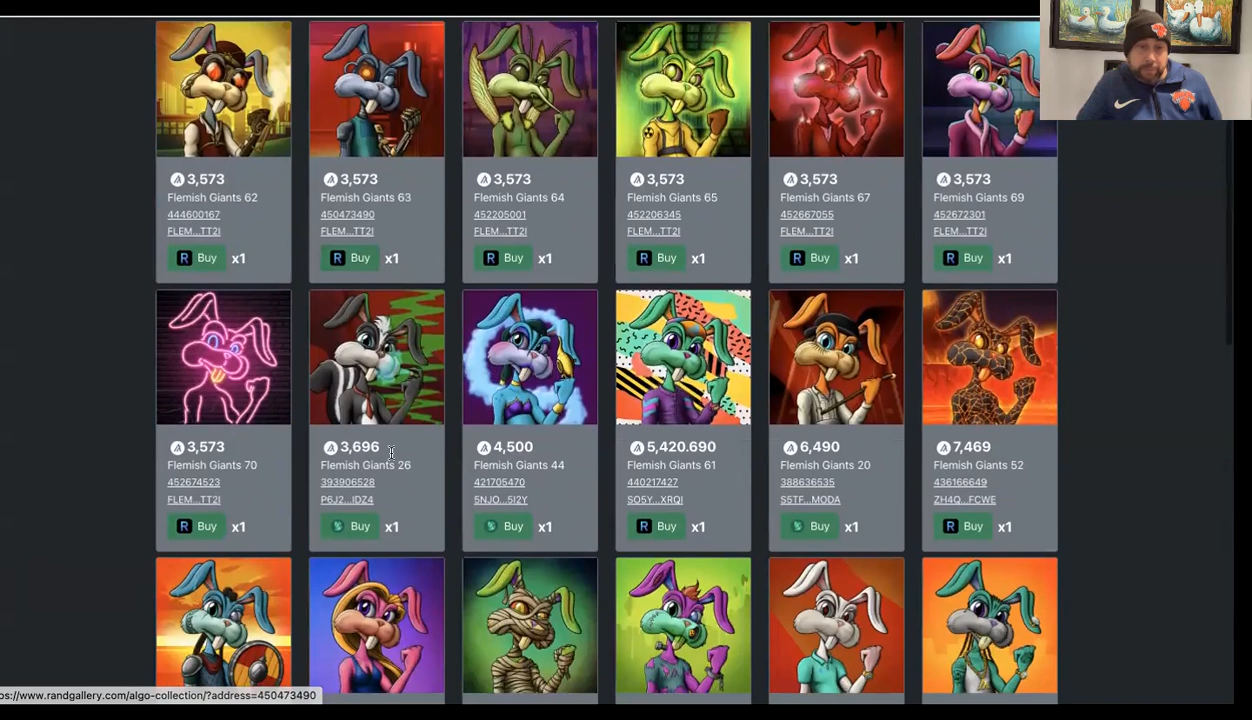 3,573
Flemish Giants 62
444600167
FLEM...TT2I
R Buy x1
3,573
Flemish Giants 63
450473490
FLEM...TT2I
R Buy x1
3,573
Flemish Giants 64
452205001
FLEM...TT2I
R Buy x1
3,573
Flemish Giants 65
452206345
FLEM...TT2I
R Buy x1
3,573
Flemish Giants 67
452667055
FLEM...TT2I
R Buy x1
3,573
Flemish Giants 69
452672301
FLEM...TT2I
R Buy x1
3,573
Flemish Giants 70
452674523
FLEM...TT2I
R Buy x1
3,696
Flemish Giants 26
393906528
P6J2...IDZ4
Buy x1
4,500
Flemish Giants 44
421705470
5NJO...5I2Y
Buy x1
5,420.690
Flemish Giants 61
440217427
SO5Y...XRQI
R Buy x1
6,490
Flemish Giants 20
388636535
S5TF...MODA
Buy x1
7,469
Flemish Giants 52
436166649
ZH4Q...FCWE
R Buy x1
ps://www.randgallery.com/algo-collection/?address=450473490